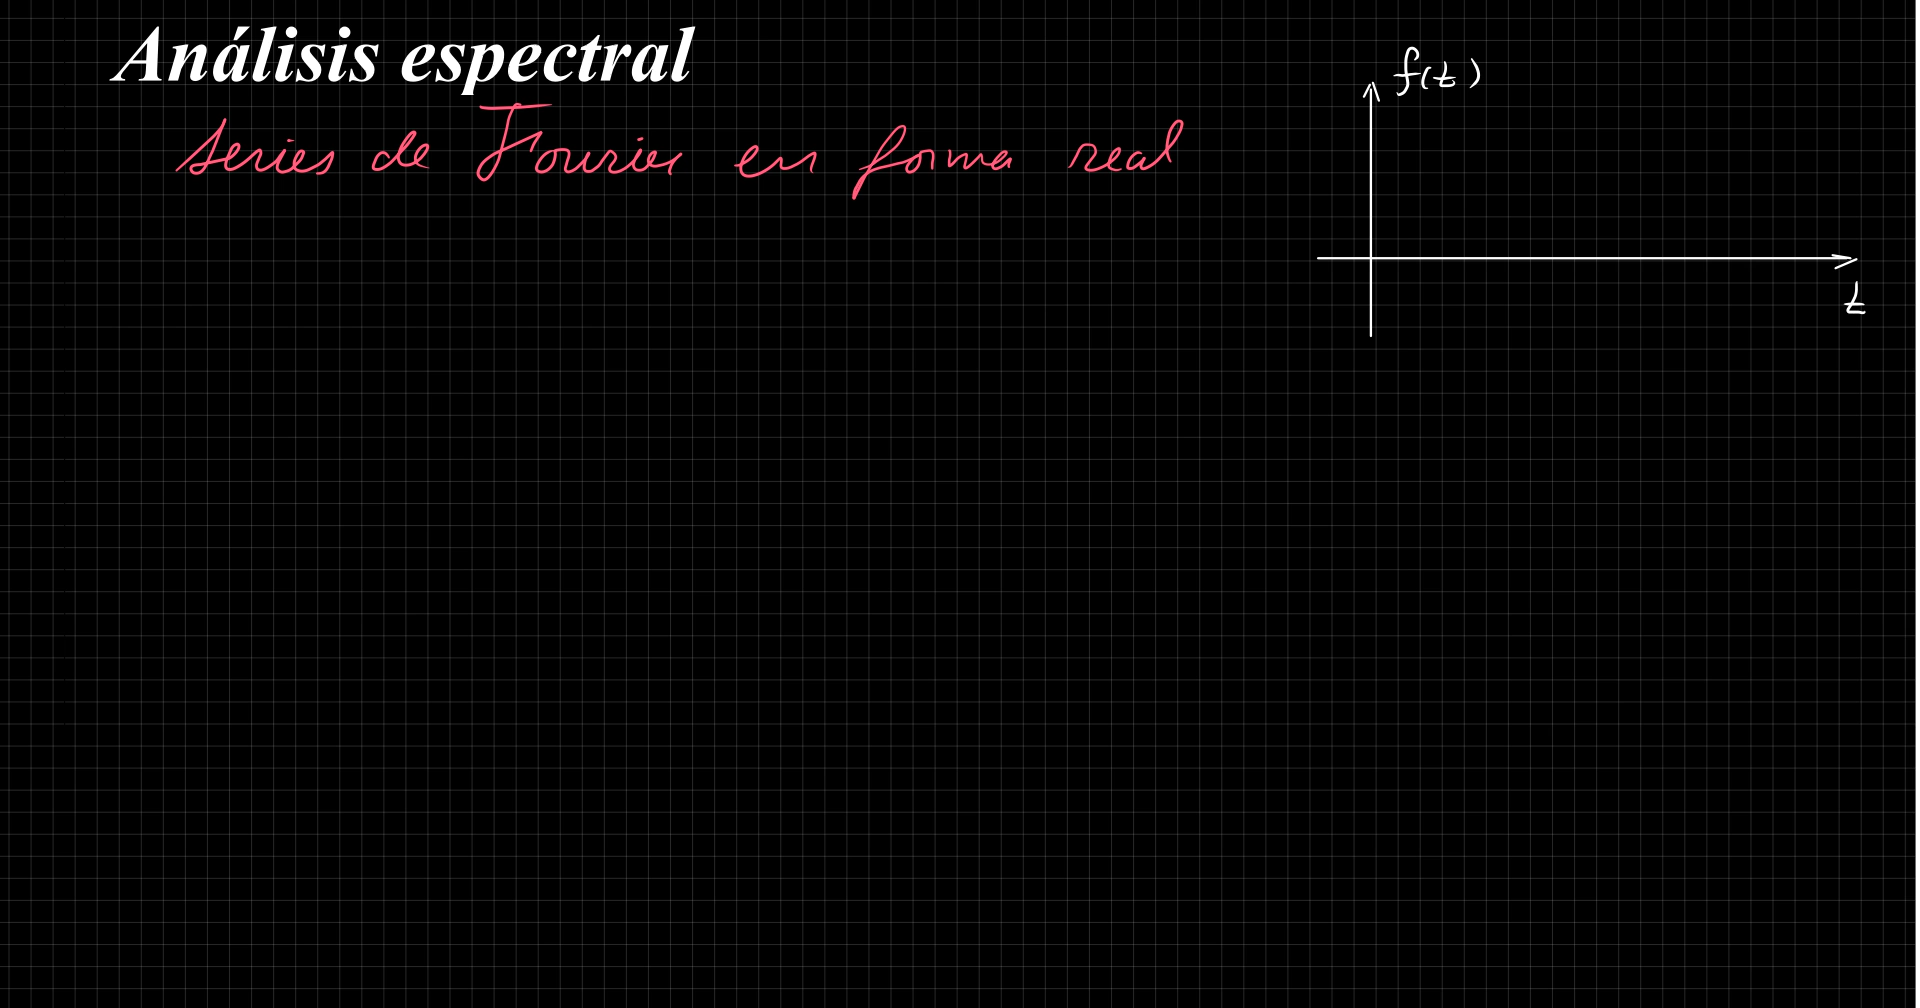 Análisis espectral
Series de Fourier en forma real
f(t)
t